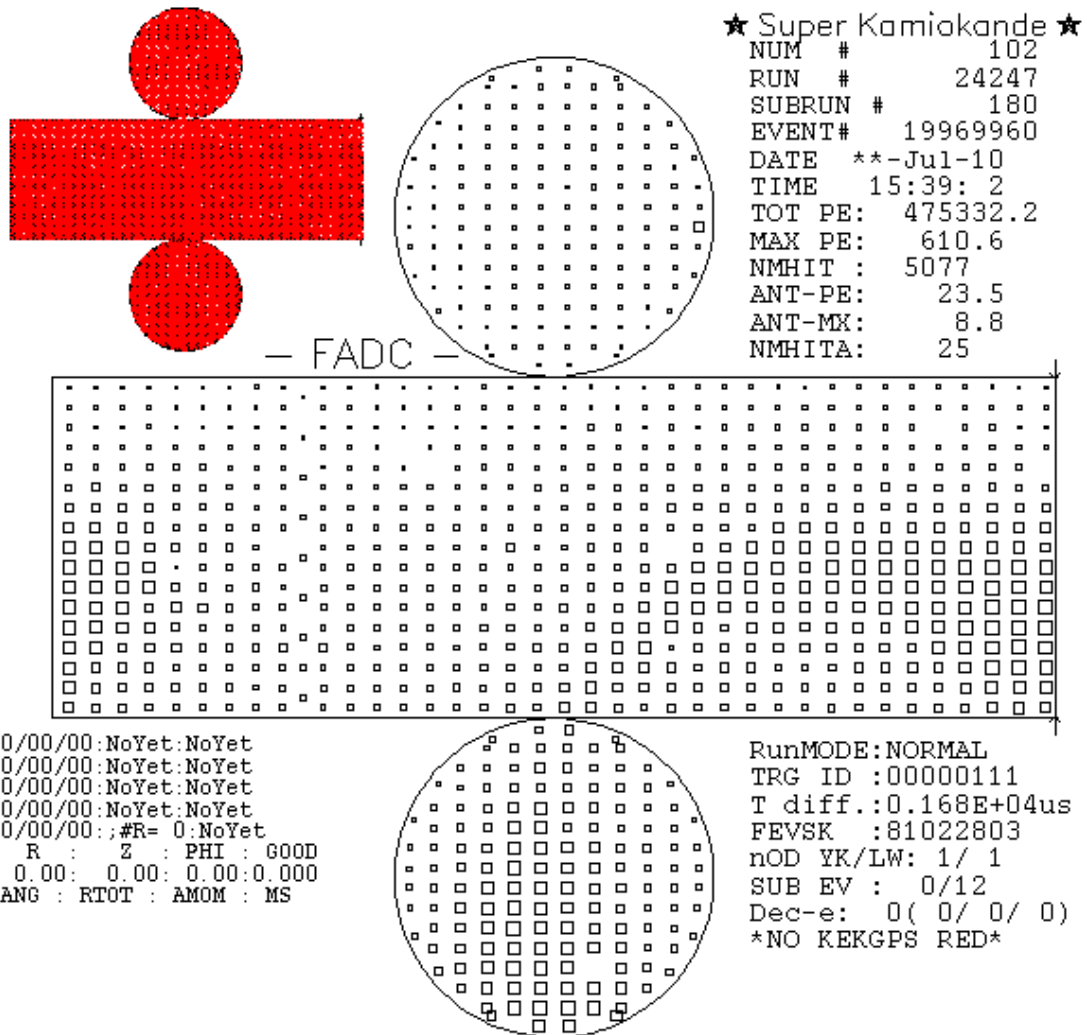 ★ Super Kamiokande ★
NUM # 102
RUN # 24247
SUBRUN # 180
EVENT# 19969960
DATE **-Jul-10
TIME 15:39: 2
TOT PE: 475332.2
MAX PE: 610.6
NMHIT : 5077
ANT-PE: 23.5
ANT-MX: 8.8
NMHITA: 25
— FADC —
0/00/00:NoYet:NoYet
0/00/00:NoYet:NoYet
0/00/00:NoYet:NoYet
0/00/00:NoYet:NoYet
0/00/00:;#R= 0:NoYet
R : Z : PHI : GOOD
0.00: 0.00: 0.00:0.000
ANG : RTOT : AMOM : MS
RunMODE:NORMAL
TRG ID :00000111
T diff.:0.168E+04us
FEVSK :81022803
nOD YK/LW: 1/ 1
SUB EV : 0/12
Dec-e: 0( 0/ 0/ 0)
*NO KEKGPS RED*